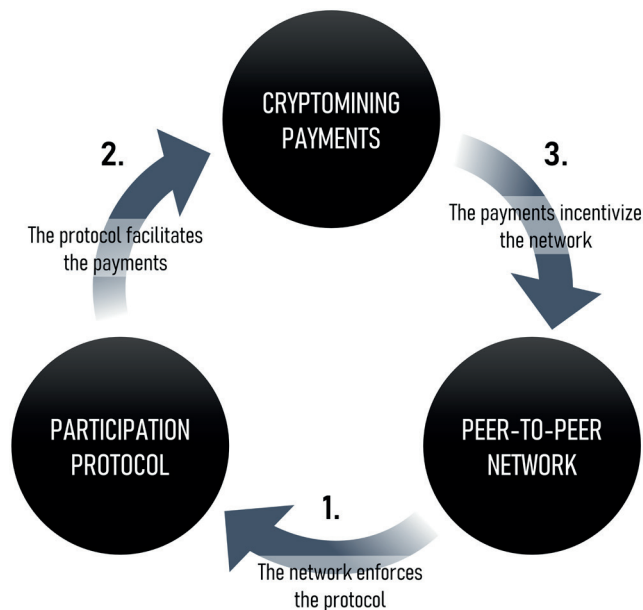 CRYPTOMINING
PAYMENTS
2.
The protocol facilitates
the payments
3.
The payments incentivize
the network
PARTICIPATION
PROTOCOL
PEER-TO-PEER
NETWORK
1.
The network enforces
the protocol